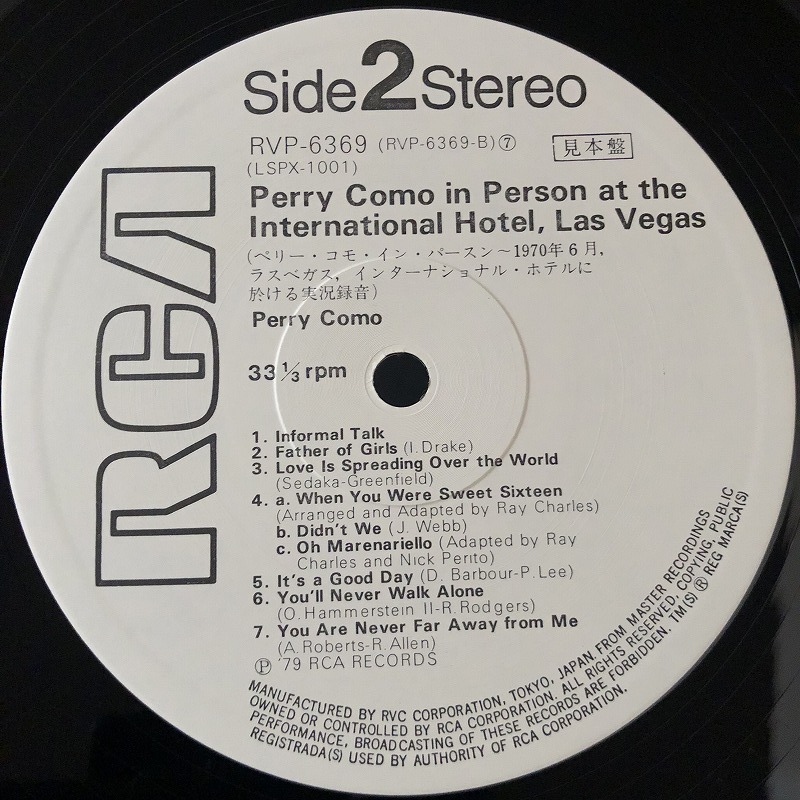 Side 2 Stereo
RVP-6369 (RVP-6369-B)⑦
見本盤
(LSPX-1001)
Perry Como in Person at the
International Hotel, Las Vegas
(ペリー・コモ・イン・パースン〜1970年6月,
ラスベガス, インターナショナル・ホテルに
於ける実況録音)
Perry Como
33 1/3 rpm
RCA
1. Informal Talk
2. Father of Girls (I. Drake)
3. Love Is Spreading Over the World
(Sedaka-Greenfield)
4. a. When You Were Sweet Sixteen
(Arranged and Adapted by Ray Charles)
b. Didn't We (J. Webb)
c. Oh Marenariello (Adapted by Ray
Charles and Nick Perito)
5. It's a Good Day (D. Barbour-P. Lee)
6. You'll Never Walk Alone
(O. Hammerstein II-R. Rodgers)
7. You Are Never Far Away from Me
(A. Roberts-R. Allen)
Ⓟ '79 RCA RECORDS
MANUFACTURED BY RVC CORPORATION, TOKYO, JAPAN FROM MASTER RECORDINGS
OWNED OR CONTROLLED BY RCA CORPORATION. ALL RIGHTS RESERVED. COPYING, PUBLIC
PERFORMANCE, BROADCASTING OF THESE RECORDS ARE FORBIDDEN. TM(S) ® REG MARCA(S)
REGISTRADA(S) USED BY AUTHORITY OF RCA CORPORATION.